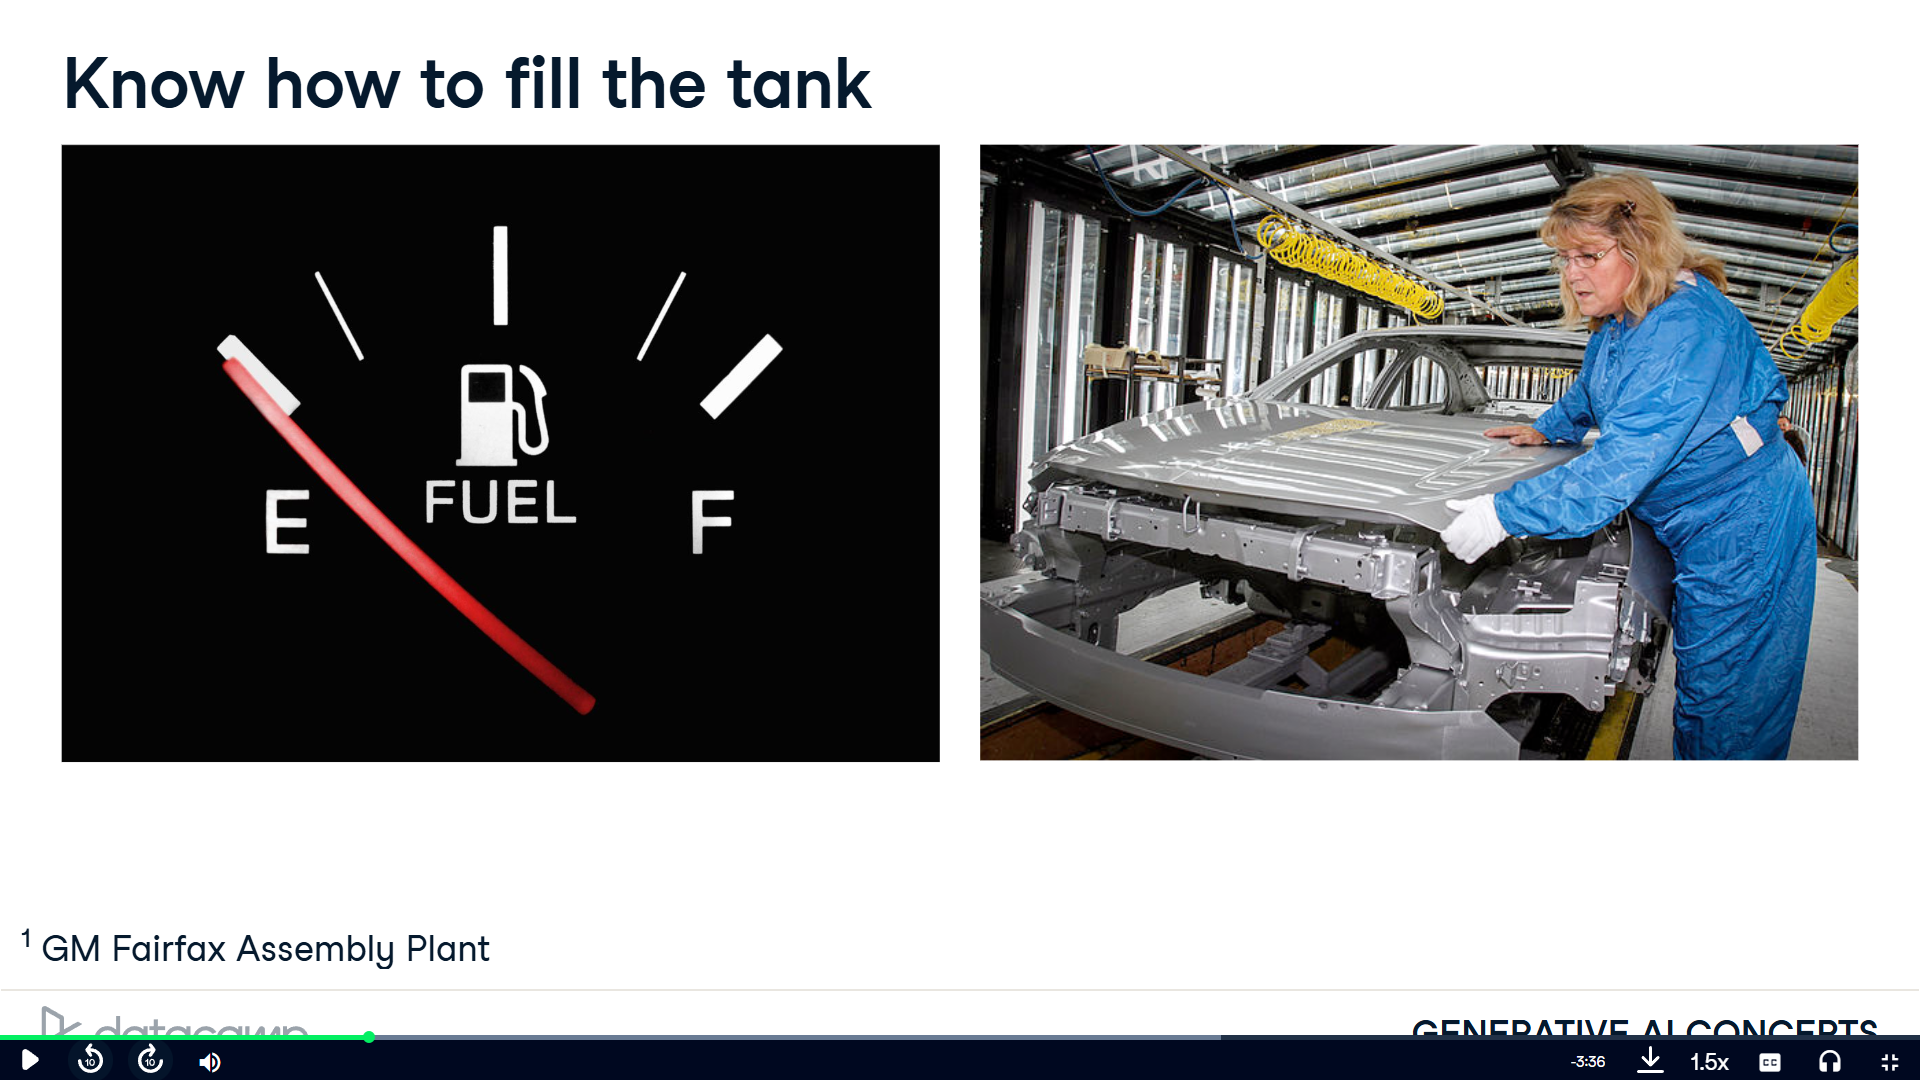 Know how to fill the tank
FUEL
E
F
1 GM Fairfax Assembly Plant
datacamp
GENERATIVE AI CONCEPTS
10
10
-3:36
1.5x
CC